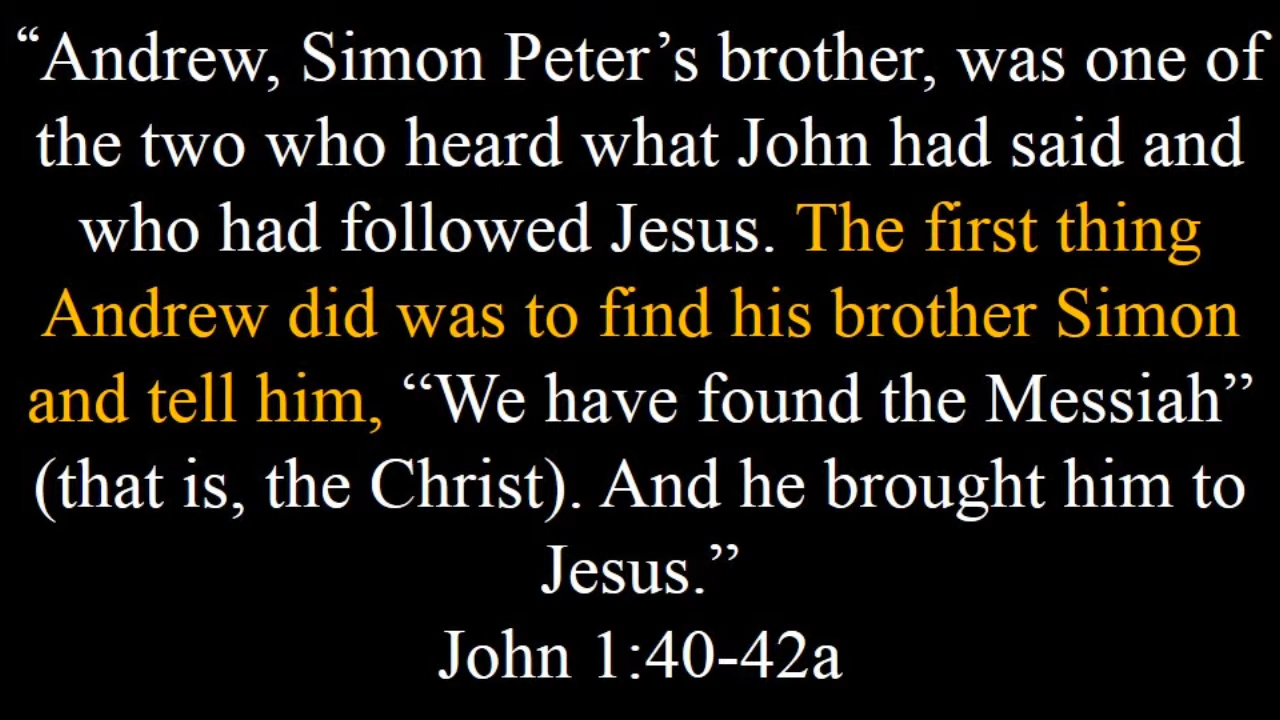 “Andrew, Simon Peter’s brother, was one of
the two who heard what John had said and
who had followed Jesus. The first thing
Andrew did was to find his brother Simon
and tell him, “We have found the Messiah”
(that is, the Christ). And he brought him to
Jesus.”
John 1:40-42a